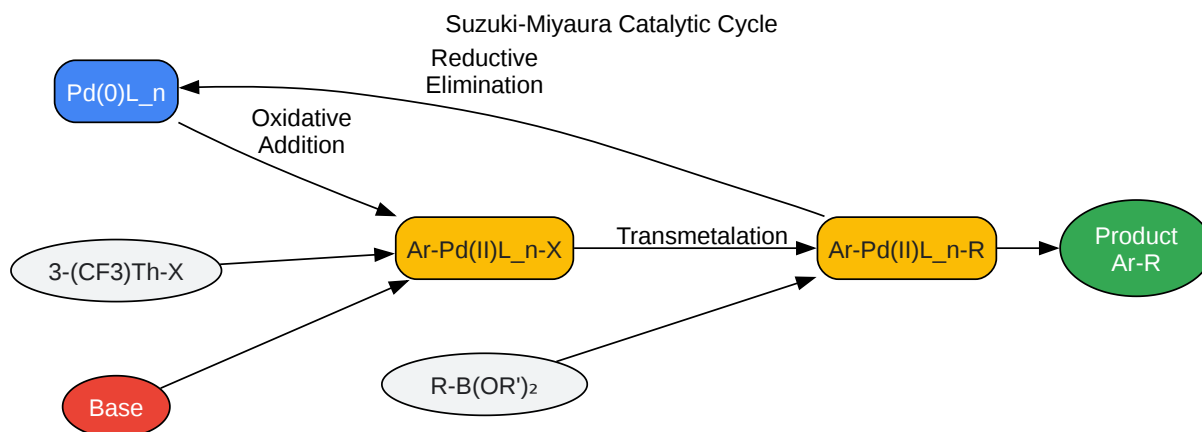 Suzuki-Miyaura Catalytic Cycle
Reductive
Elimination
Pd(0)L_n
Oxidative
Addition
Ar-Pd(II)L_n-X
Transmetalation
Ar-Pd(II)L_n-R
Product
Ar-R
3-(CF3)Th-X
R-B(OR')₂
Base